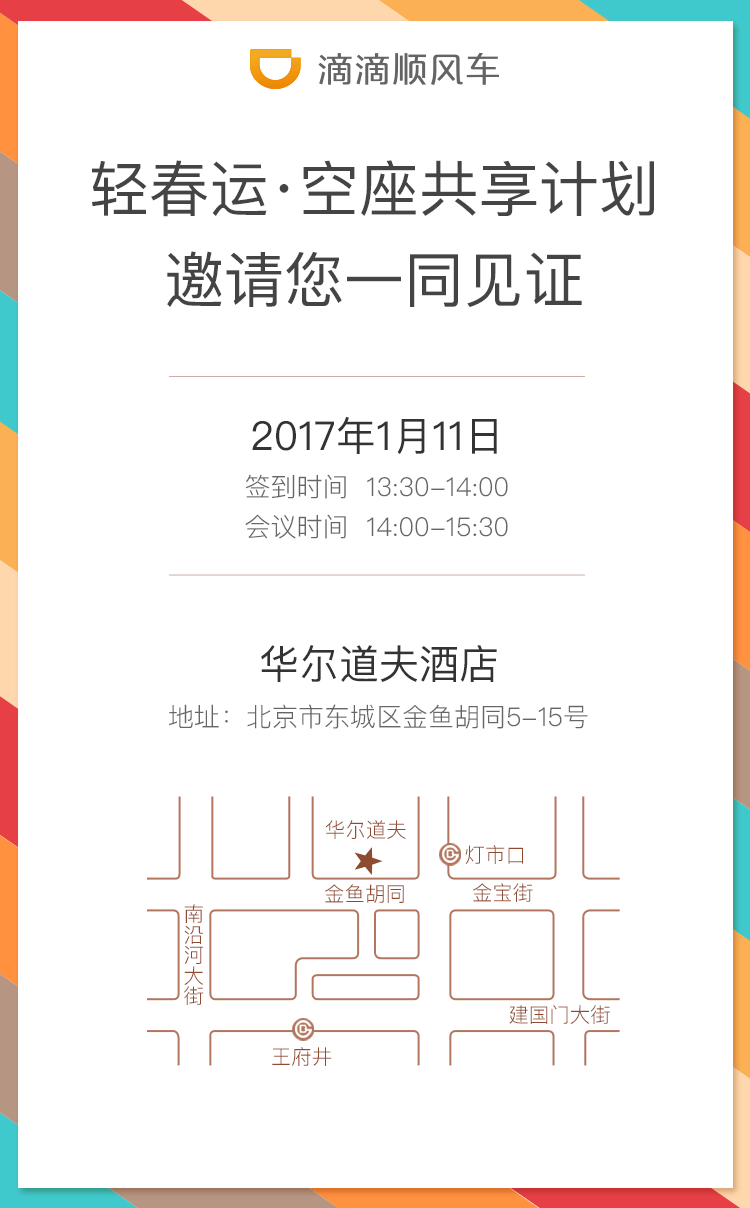 滴滴顺风车
轻春运·空座共享计划
邀请您一同见证
2017年1月11日
签到时间 13:30-14:00
会议时间 14:00-15:30
华尔道夫酒店
地址：北京市东城区金鱼胡同5-15号
华尔道夫
灯市口
金鱼胡同
金宝街
南沿河大街
建国门大街
王府井